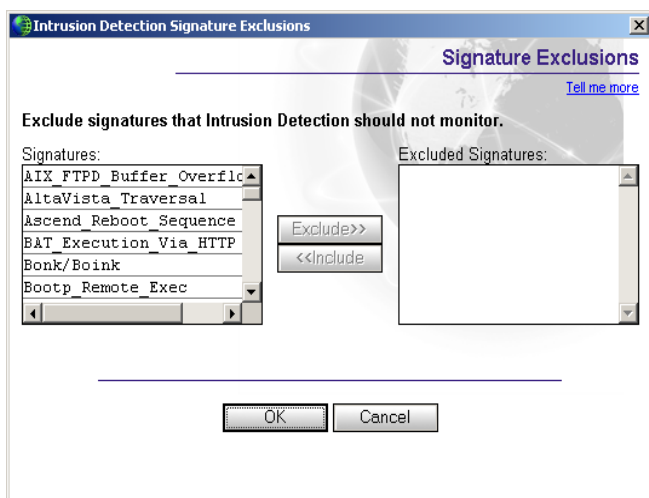 Intrusion Detection Signature Exclusions
Signature Exclusions
Tell me more
Exclude signatures that Intrusion Detection should not monitor.
Signatures:
Excluded Signatures:
AIX_FTPD_Buffer_Overflo
AltaVista_Traversal
Ascend_Reboot_Sequence
BAT_Execution_Via_HTTP
Bonk/Boink
Bootp_Remote_Exec
Exclude>>
<<Include
OK
Cancel